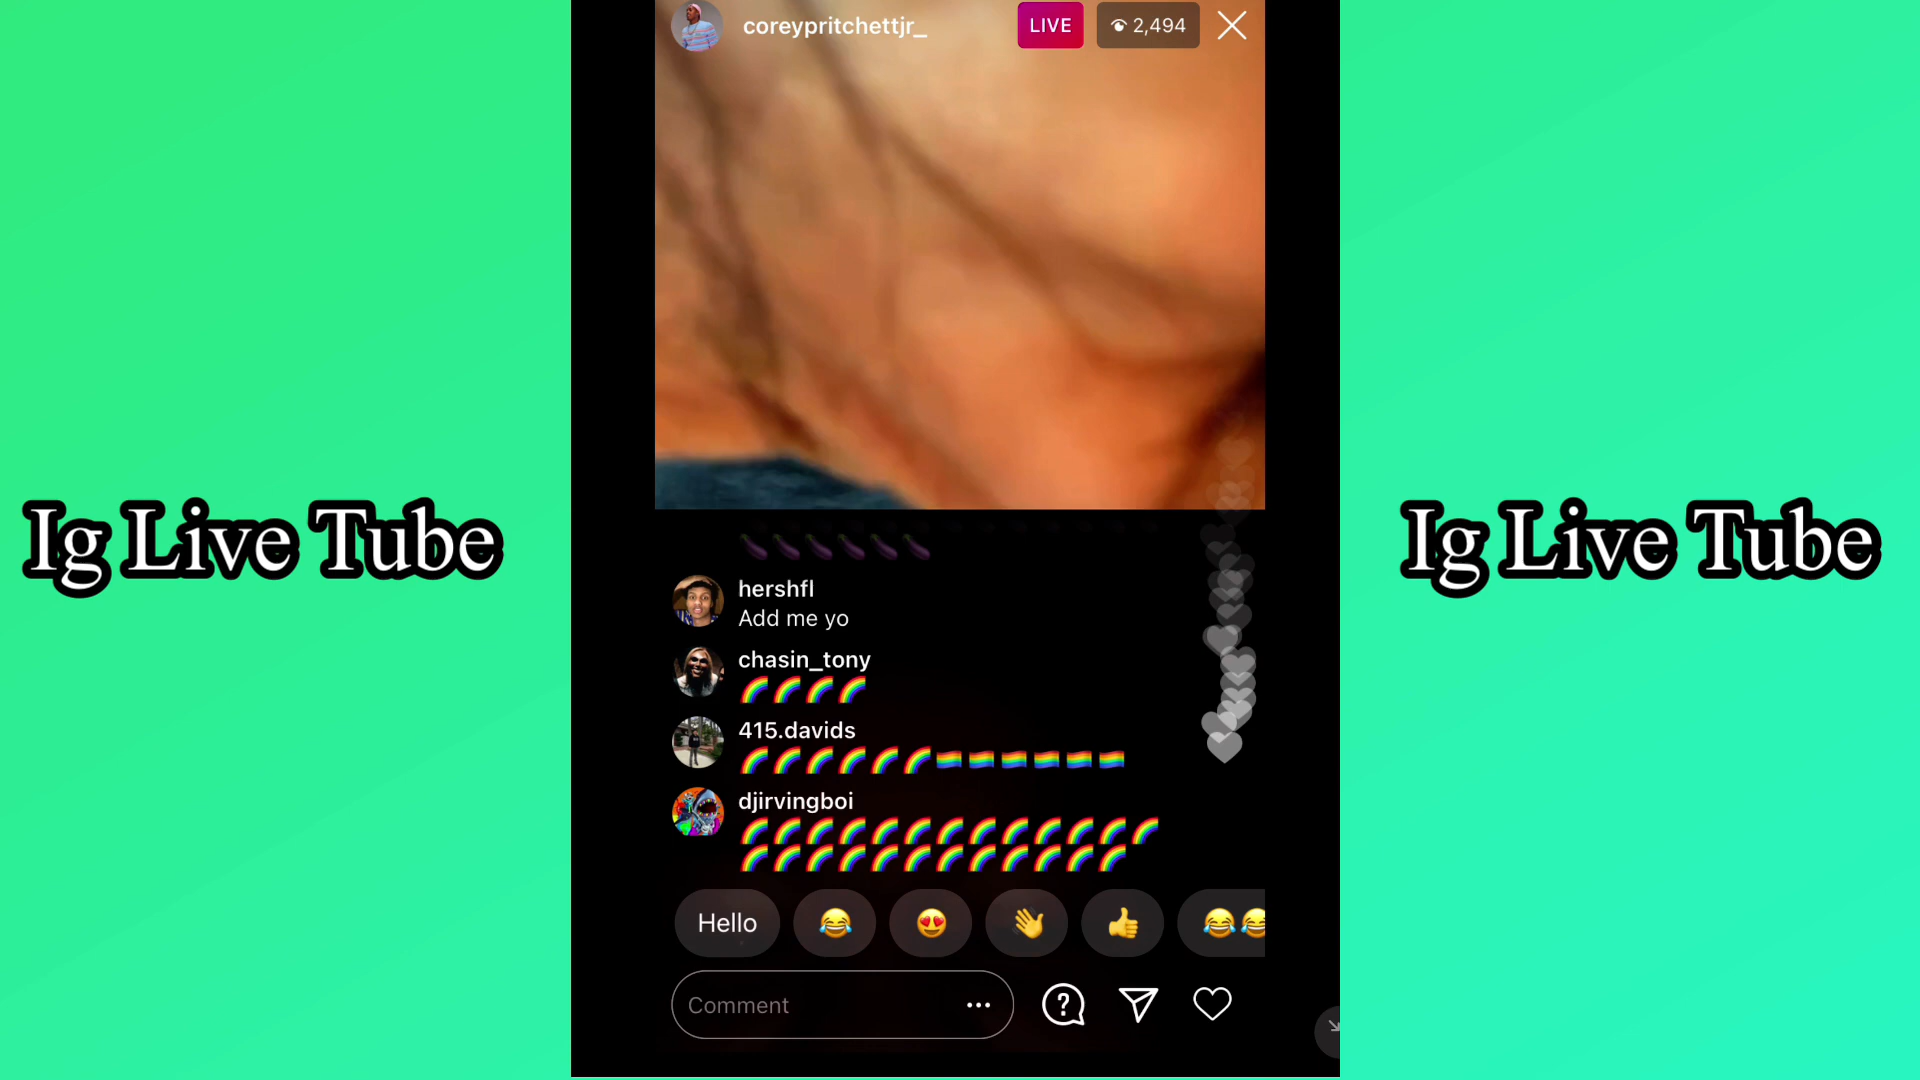 coreypritchettjr_ LIVE 2,494
Ig Live Tube
Ig Live Tube
hershfl
Add me yo
chasin_tony
🌈🌈🌈🌈
415.davids
🌈🌈🌈🌈🌈🌈🏳️‍🌈🏳️‍🌈🏳️‍🌈🏳️‍🌈🏳️‍🌈🏳️‍🌈
djirvingboi
🌈🌈🌈🌈🌈🌈🌈🌈🌈🌈🌈🌈🌈
🌈🌈🌈🌈🌈🌈🌈🌈🌈🌈🌈🌈
Hello 😂 😍 👋 👍 😂😂
Comment